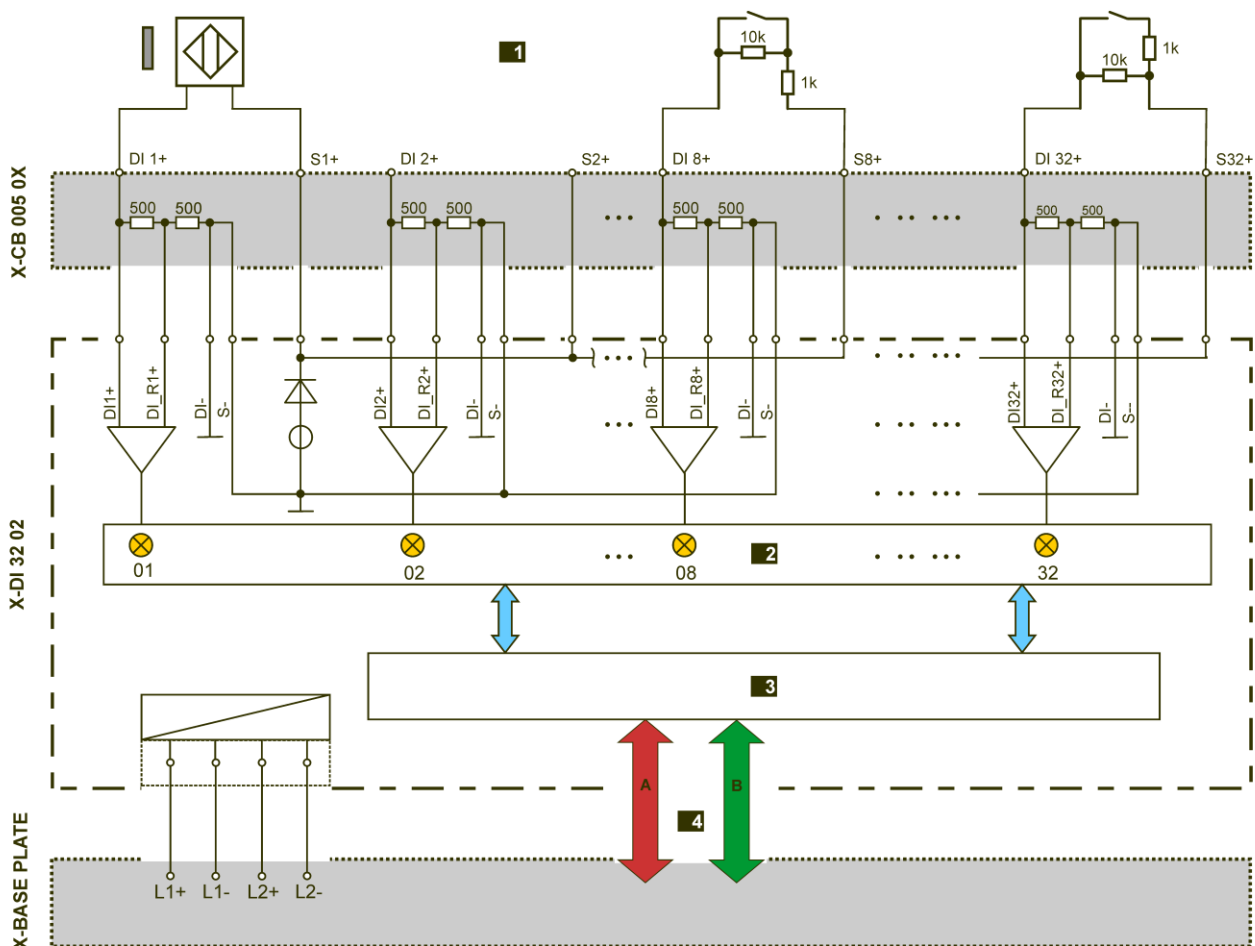 1
10k
1k
10k
1k
DI 1+
S1+
DI 2+
S2+
DI 8+
S8+
DI 32+
S32+
X-CB 005 0X
500 500
500 500
500 500
500 500
... ... ...
DI1+
DI_R1+
DI-
S-
DI2+
DI_R2+
DI-
S-
DI8+
DI_R8+
DI-
S-
DI32+
DI_R32+
DI-
S--
X-DI 32 02
2
01
02
08
32
3
A
B
4
X-BASE PLATE
L1+ L1- L2+ L2-